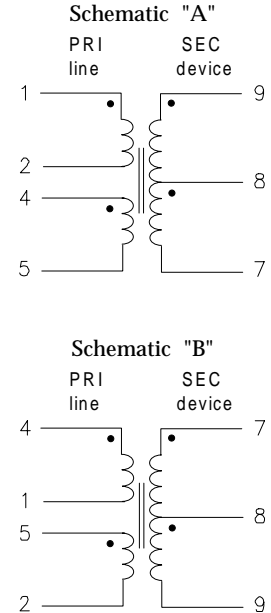 Schematic "A"
PRI SEC
line device
1 9
2 8
4
5 7
Schematic "B"
PRI SEC
line device
4 7
1 8
5
2 9